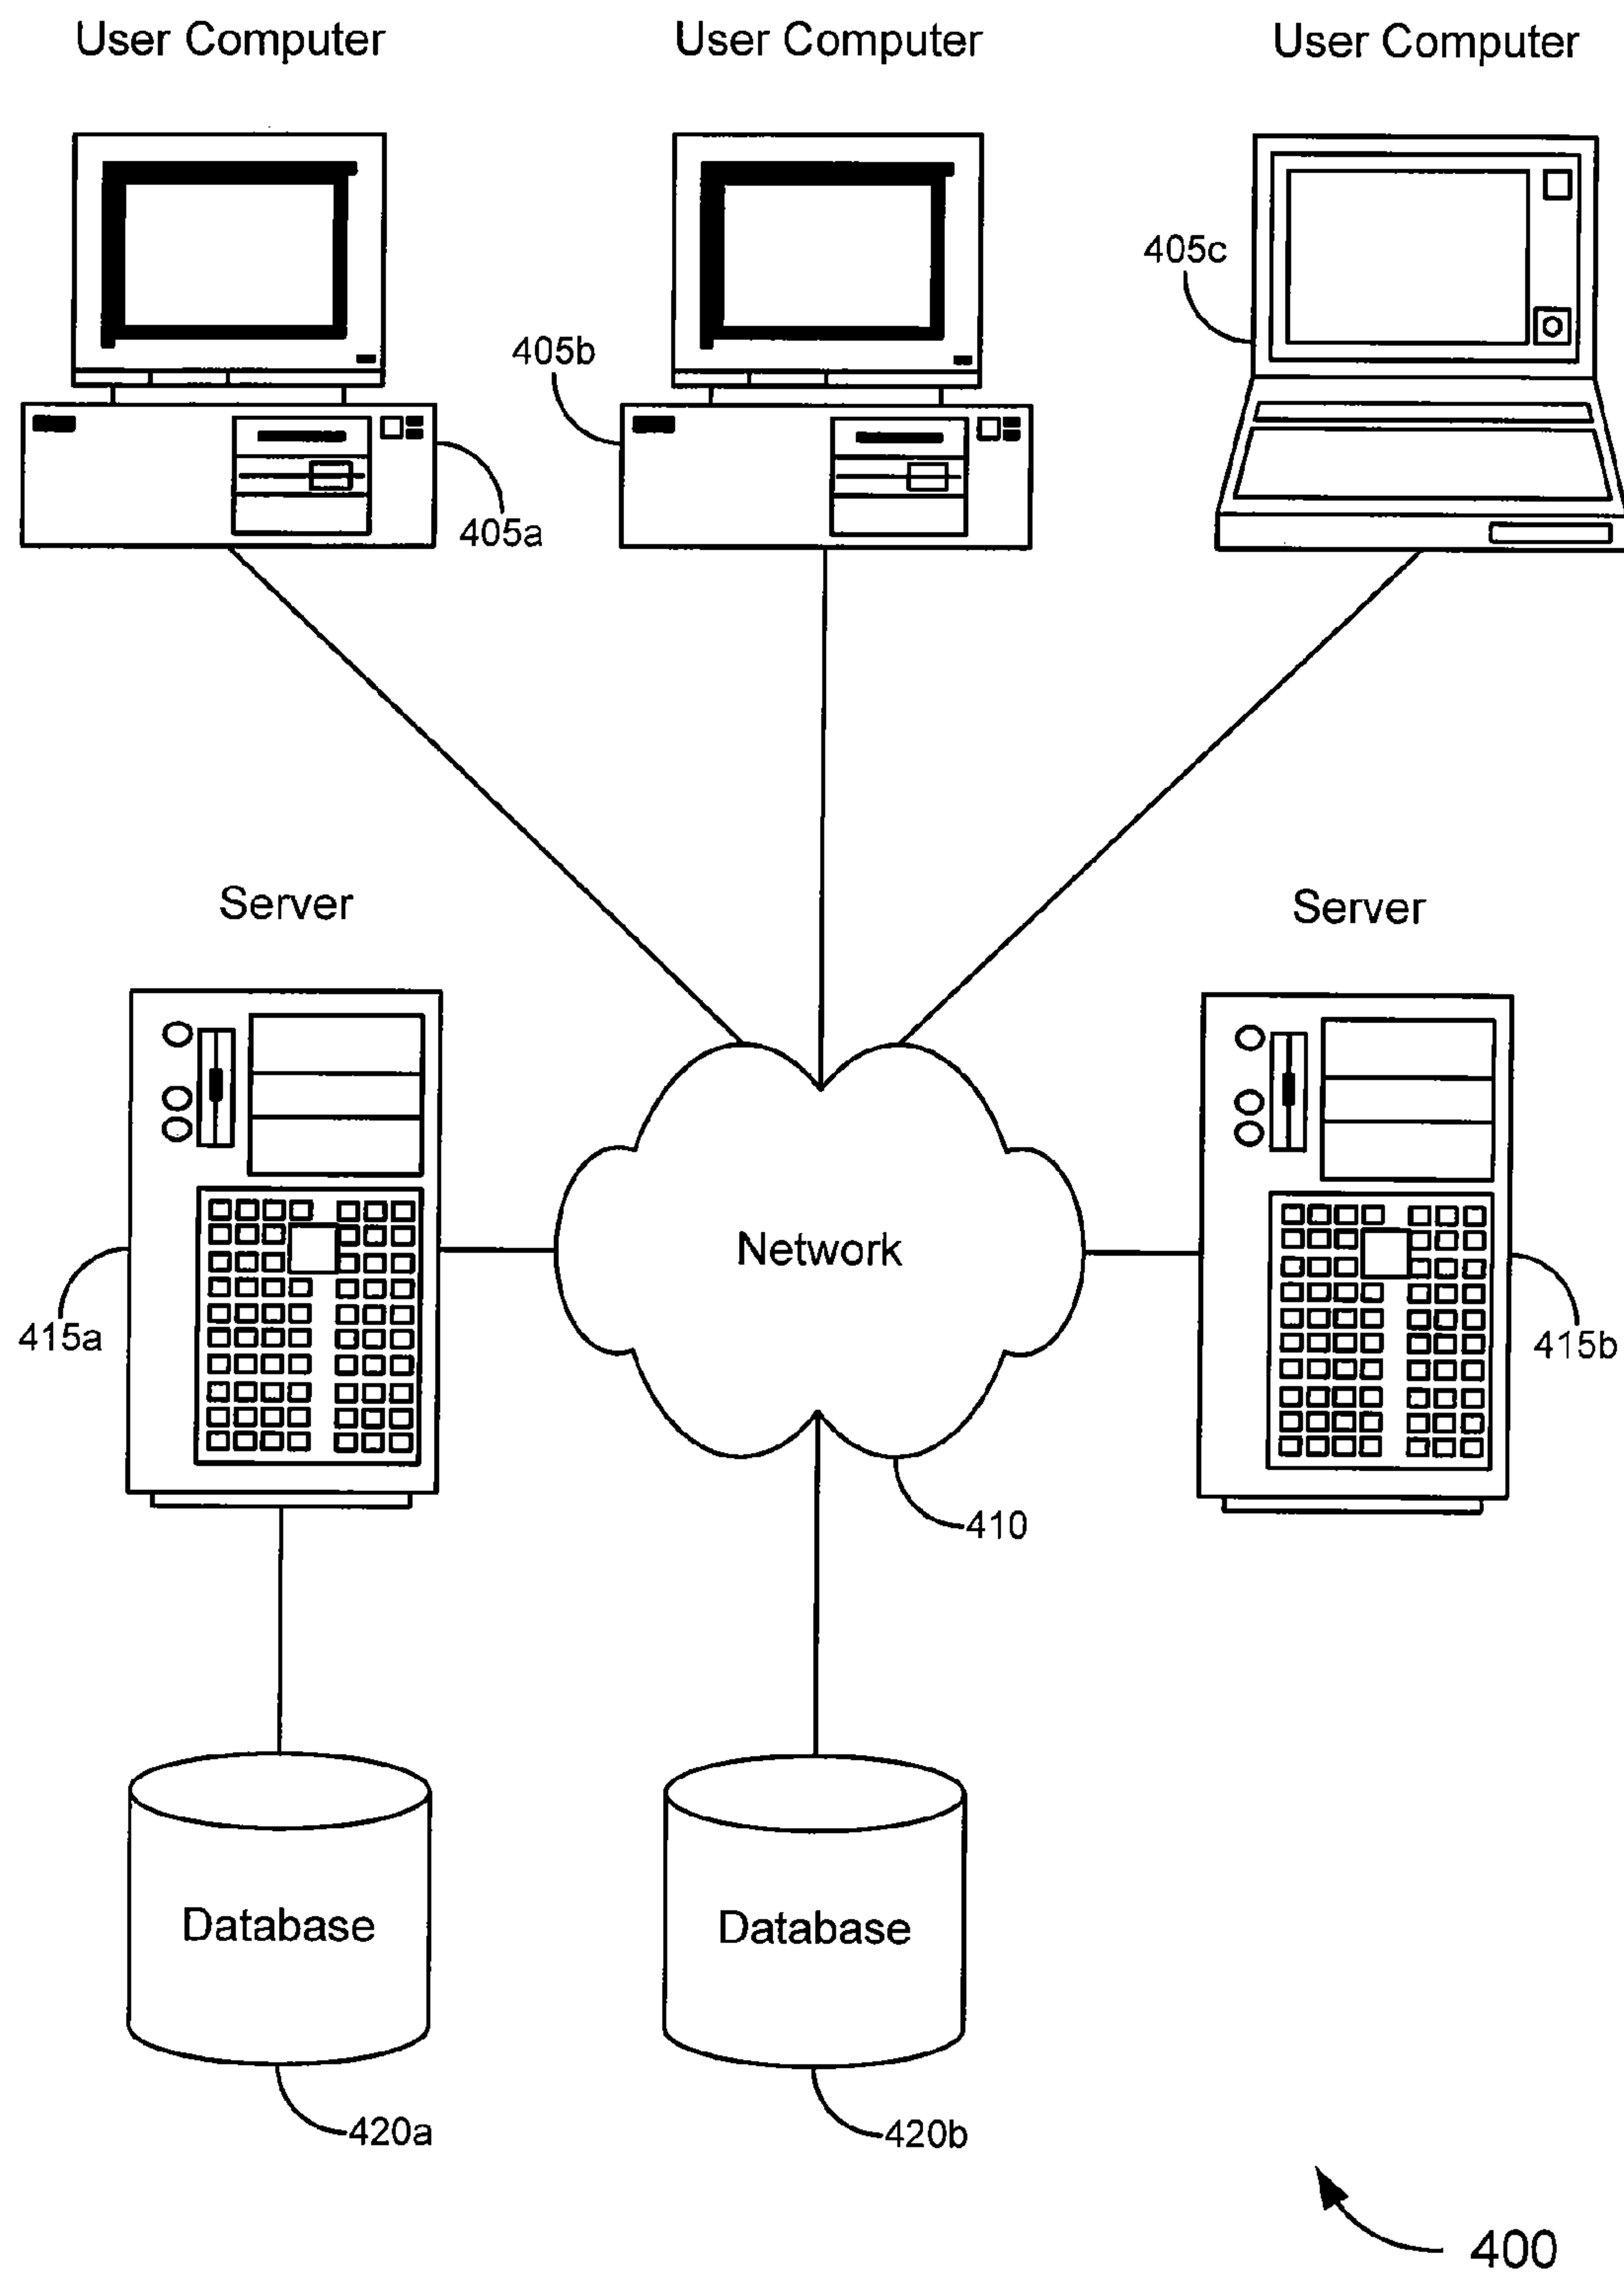 User Computer
User Computer
User Computer
405c
405b
405a
Server
Server
Network
415a
415b
410
Database
Database
420a
420b
400